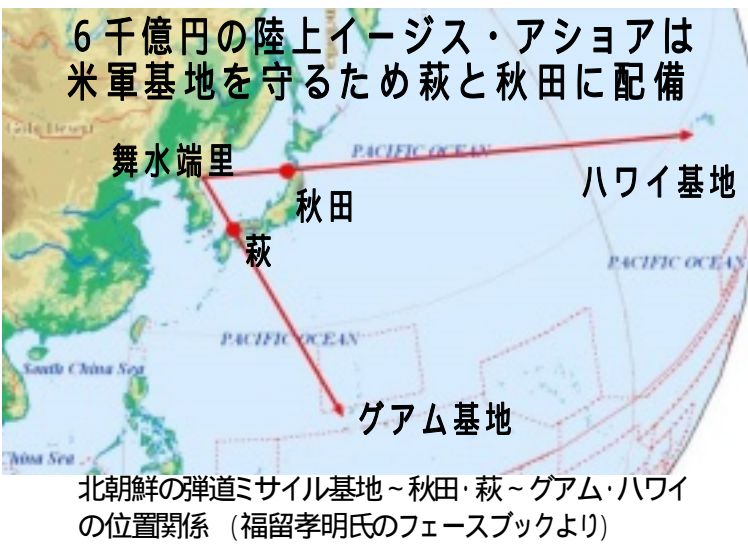 ６千億円の陸上イージス・アショアは
米軍基地を守るため萩と秋田に配備
Gobi Desert
舞水端里
PACIFIC OCEAN
ハワイ基地
秋田
萩
PACIFIC OCEAN
PACIFIC OCEAN
South China Sea
グアム基地
China Sea
北朝鮮の弾道ミサイル基地～秋田・萩～グアム・ハワイ
の位置関係 (福留孝明氏のフェースブックより)